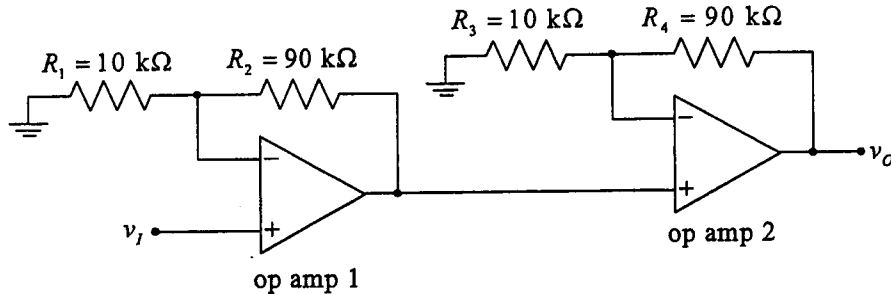 R₁ = 10 kΩ
R₂ = 90 kΩ
R₃ = 10 kΩ
R₄ = 90 kΩ
−
+
v_I
op amp 1
−
+
v_O
op amp 2